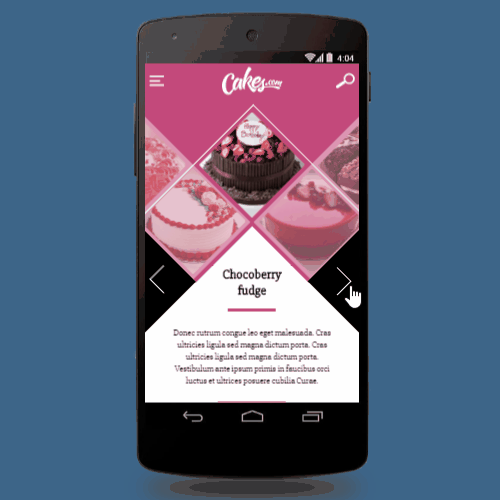 4:04
Cakes.com
Happy
Birthday
Chocoberry
fudge
Donec rutrum congue leo eget malesuada. Cras
ultricies ligula sed magna dictum porta. Cras
ultricies ligula sed magna dictum porta.
Vestibulum ante ipsum primis in faucibus orci
luctus et ultrices posuere cubilia Curae.